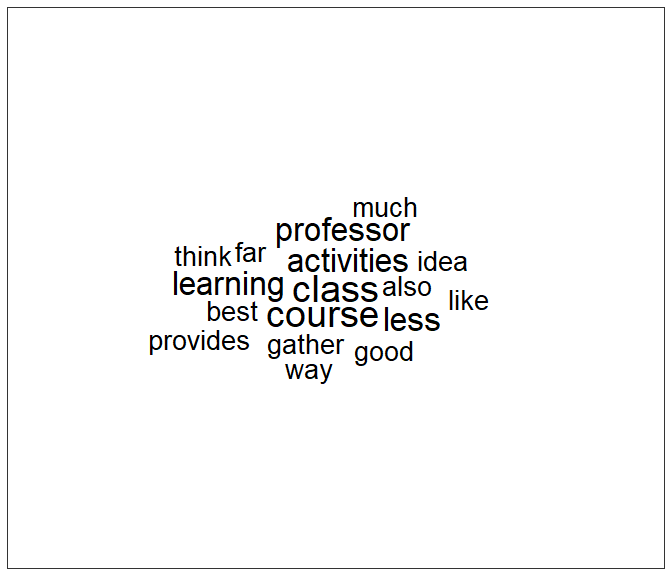 much
professor
think far
activities idea
learning class also
like
best course less
provides gather good
way